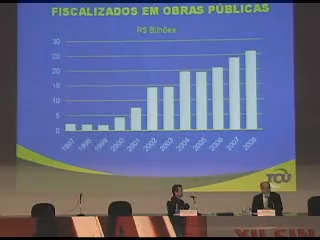 FISCALIZADOS EM OBRAS PÚBLICAS
R$ Bilhões
30
25
20
15
10
5
0
1997 1998 1999 2000 2001 2002 2003 2004 2005 2006 2007 2008
TCU